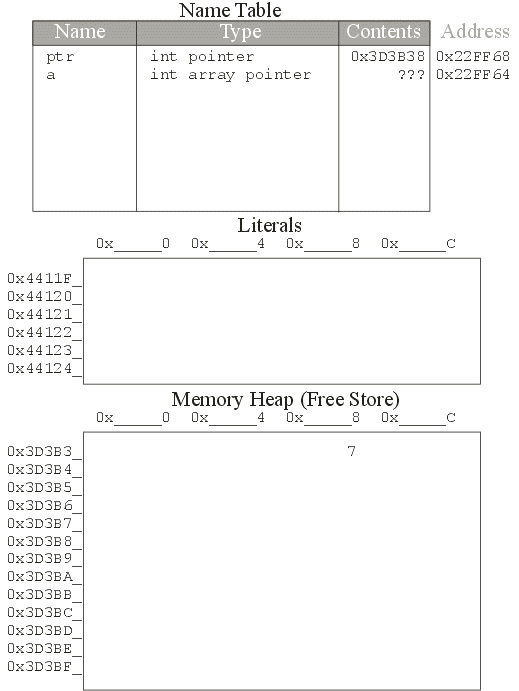 Name Table
Name Type Contents Address
ptr int pointer 0x3D3B38 0x22FF68
a int array pointer ??? 0x22FF64
Literals
0x_____0 0x_____4 0x_____8 0x_____C
0x4411F_
0x44120_
0x44121_
0x44122_
0x44123_
0x44124_
Memory Heap (Free Store)
0x_____0 0x_____4 0x_____8 0x_____C
0x3D3B3_ 7
0x3D3B4_
0x3D3B5_
0x3D3B6_
0x3D3B7_
0x3D3B8_
0x3D3B9_
0x3D3BA_
0x3D3BB_
0x3D3BC_
0x3D3BD_
0x3D3BE_
0x3D3BF_